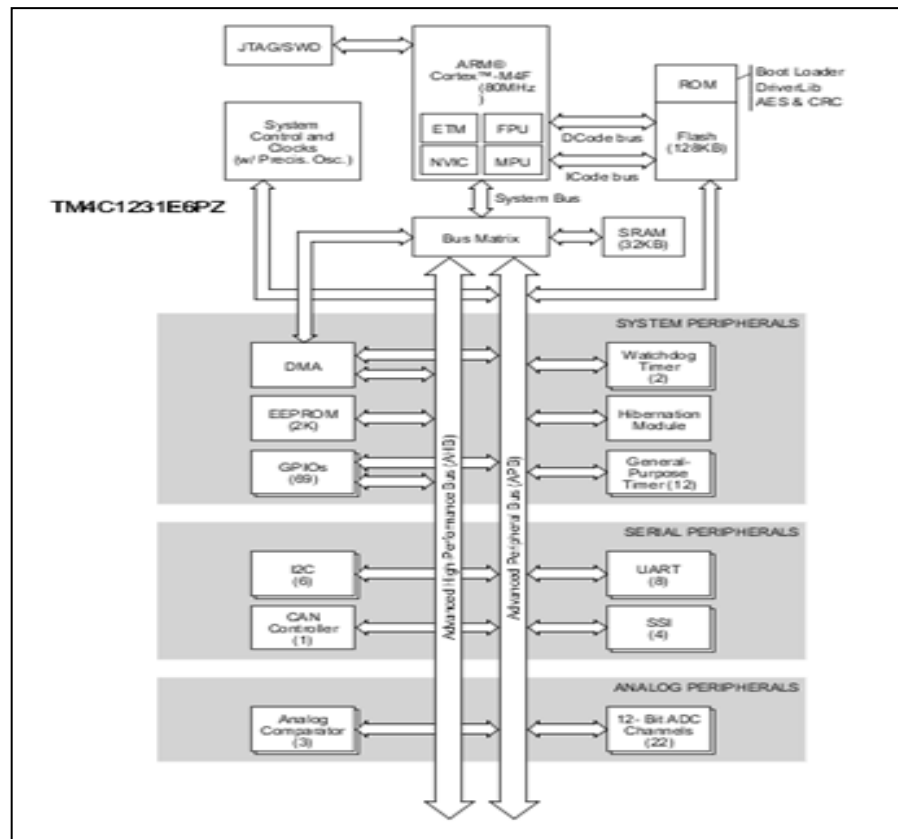 JTAG/SWD
ARM®
Cortex™-M4F
(80MHz
)
ETM
FPU
NVIC
MPU
ROM
Flash
(128KB)
Boot Loader
DriverLib
AES & CRC
DCode bus
ICode bus
System
Control and
Clocks
(w/ Precis. Osc.)
TM4C1231E6PZ
System Bus
Bus Matrix
SRAM
(32KB)
SYSTEM PERIPHERALS
DMA
Watchdog
Timer
(2)
EEPROM
(2K)
Hibernation
Module
GPIOs
(69)
General-
Purpose
Timer (12)
Advanced High-Performance Bus (AHB)
Advanced Peripheral Bus (APB)
SERIAL PERIPHERALS
I2C
(6)
UART
(8)
CAN
Controller
(1)
SSI
(4)
ANALOG PERIPHERALS
Analog
Comparator
(3)
12- Bit ADC
Channels
(22)